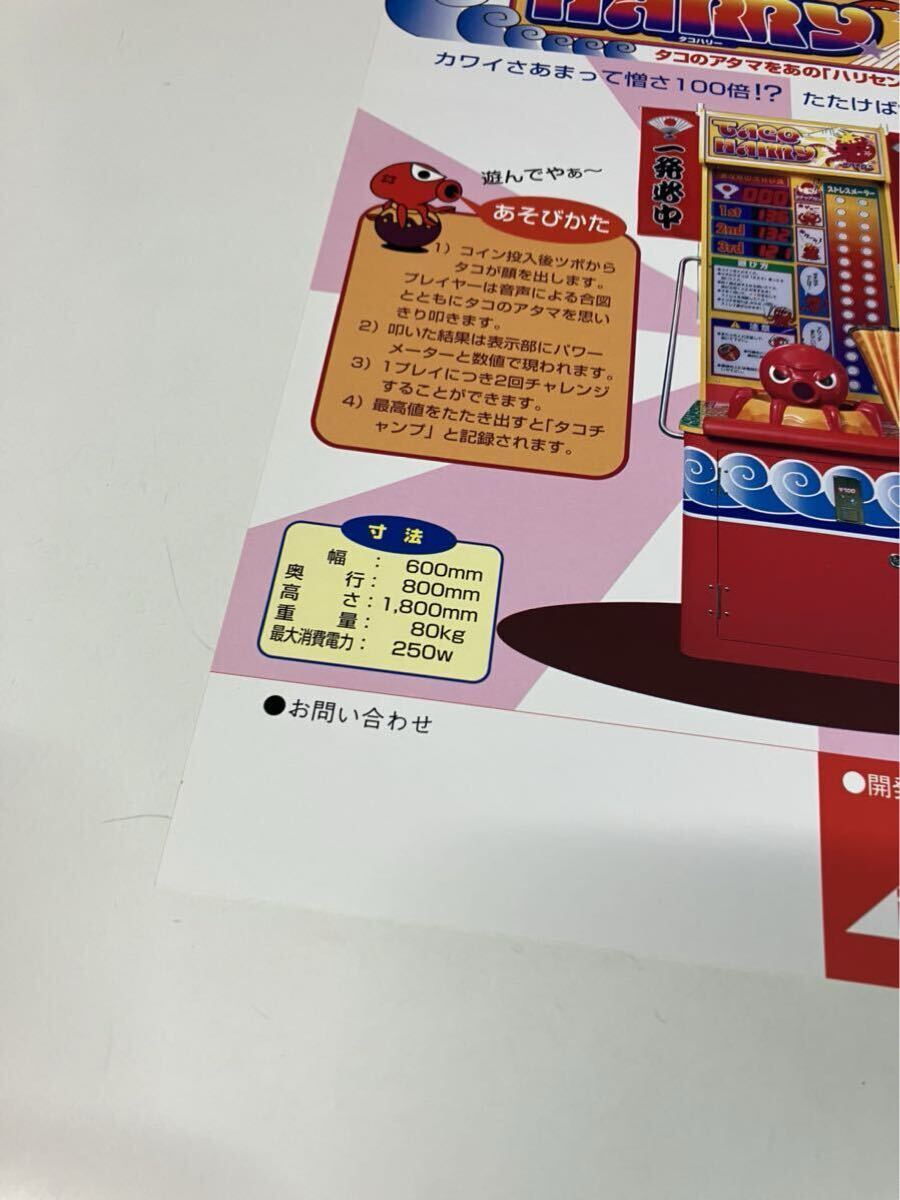 HARRY
タコハリー
タコのアタマをあの「ハリセン
カワイさあまって憎さ100倍!? たたけば
遊んでやぁ〜
あそびかた
1）コイン投入後ツボから
タコが顔を出します。
プレイヤーは音声による合図
とともにタコのアタマを思い
きり叩きます。
2）叩いた結果は表示部にパワー
メーターと数値で現われます。
3）1プレイにつき2回チャレンジ
することができます。
4）最高値をたたき出すと「タコチ
ャンプ」と記録されます。
一発必中
TACO
HARRY
ストレスメーター
000
1st 135
2nd 132
3rd 121
遊び方
注意
¥100
寸法
幅 : 600mm
奥行 : 800mm
高さ : 1,800mm
重量 : 80kg
最大消費電力 : 250w
●お問い合わせ
●開発